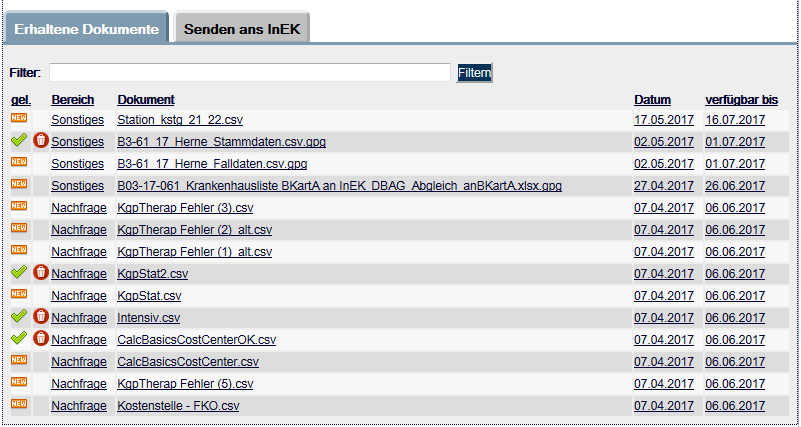 Erhaltene Dokumente Senden ans InEK
Filter: Filtern
gel. Bereich Dokument Datum verfügbar bis
NEW Sonstiges Station_kstg_21_22.csv 17.05.2017 16.07.2017
Sonstiges B3-61_17_Herne_Stammdaten.csv.gpg 02.05.2017 01.07.2017
NEW Sonstiges B3-61_17_Herne_Falldaten.csv.gpg 02.05.2017 01.07.2017
NEW Sonstiges B03-17-061_Krankenhausliste BKartA an InEK_DBAG_Abgleich_anBKartA.xlsx.gpg 27.04.2017 26.06.2017
NEW Nachfrage KgpTherap Fehler (3).csv 07.04.2017 06.06.2017
NEW Nachfrage KgpTherap Fehler (2)_alt.csv 07.04.2017 06.06.2017
NEW Nachfrage KgpTherap Fehler (1)_alt.csv 07.04.2017 06.06.2017
Nachfrage KgpStat2.csv 07.04.2017 06.06.2017
NEW Nachfrage KgpStat.csv 07.04.2017 06.06.2017
Nachfrage Intensiv.csv 07.04.2017 06.06.2017
Nachfrage CalcBasicsCostCenterOK.csv 07.04.2017 06.06.2017
NEW Nachfrage CalcBasicsCostCenter.csv 07.04.2017 06.06.2017
NEW Nachfrage KgpTherap Fehler (5).csv 07.04.2017 06.06.2017
NEW Nachfrage Kostenstelle - FKO.csv 07.04.2017 06.06.2017